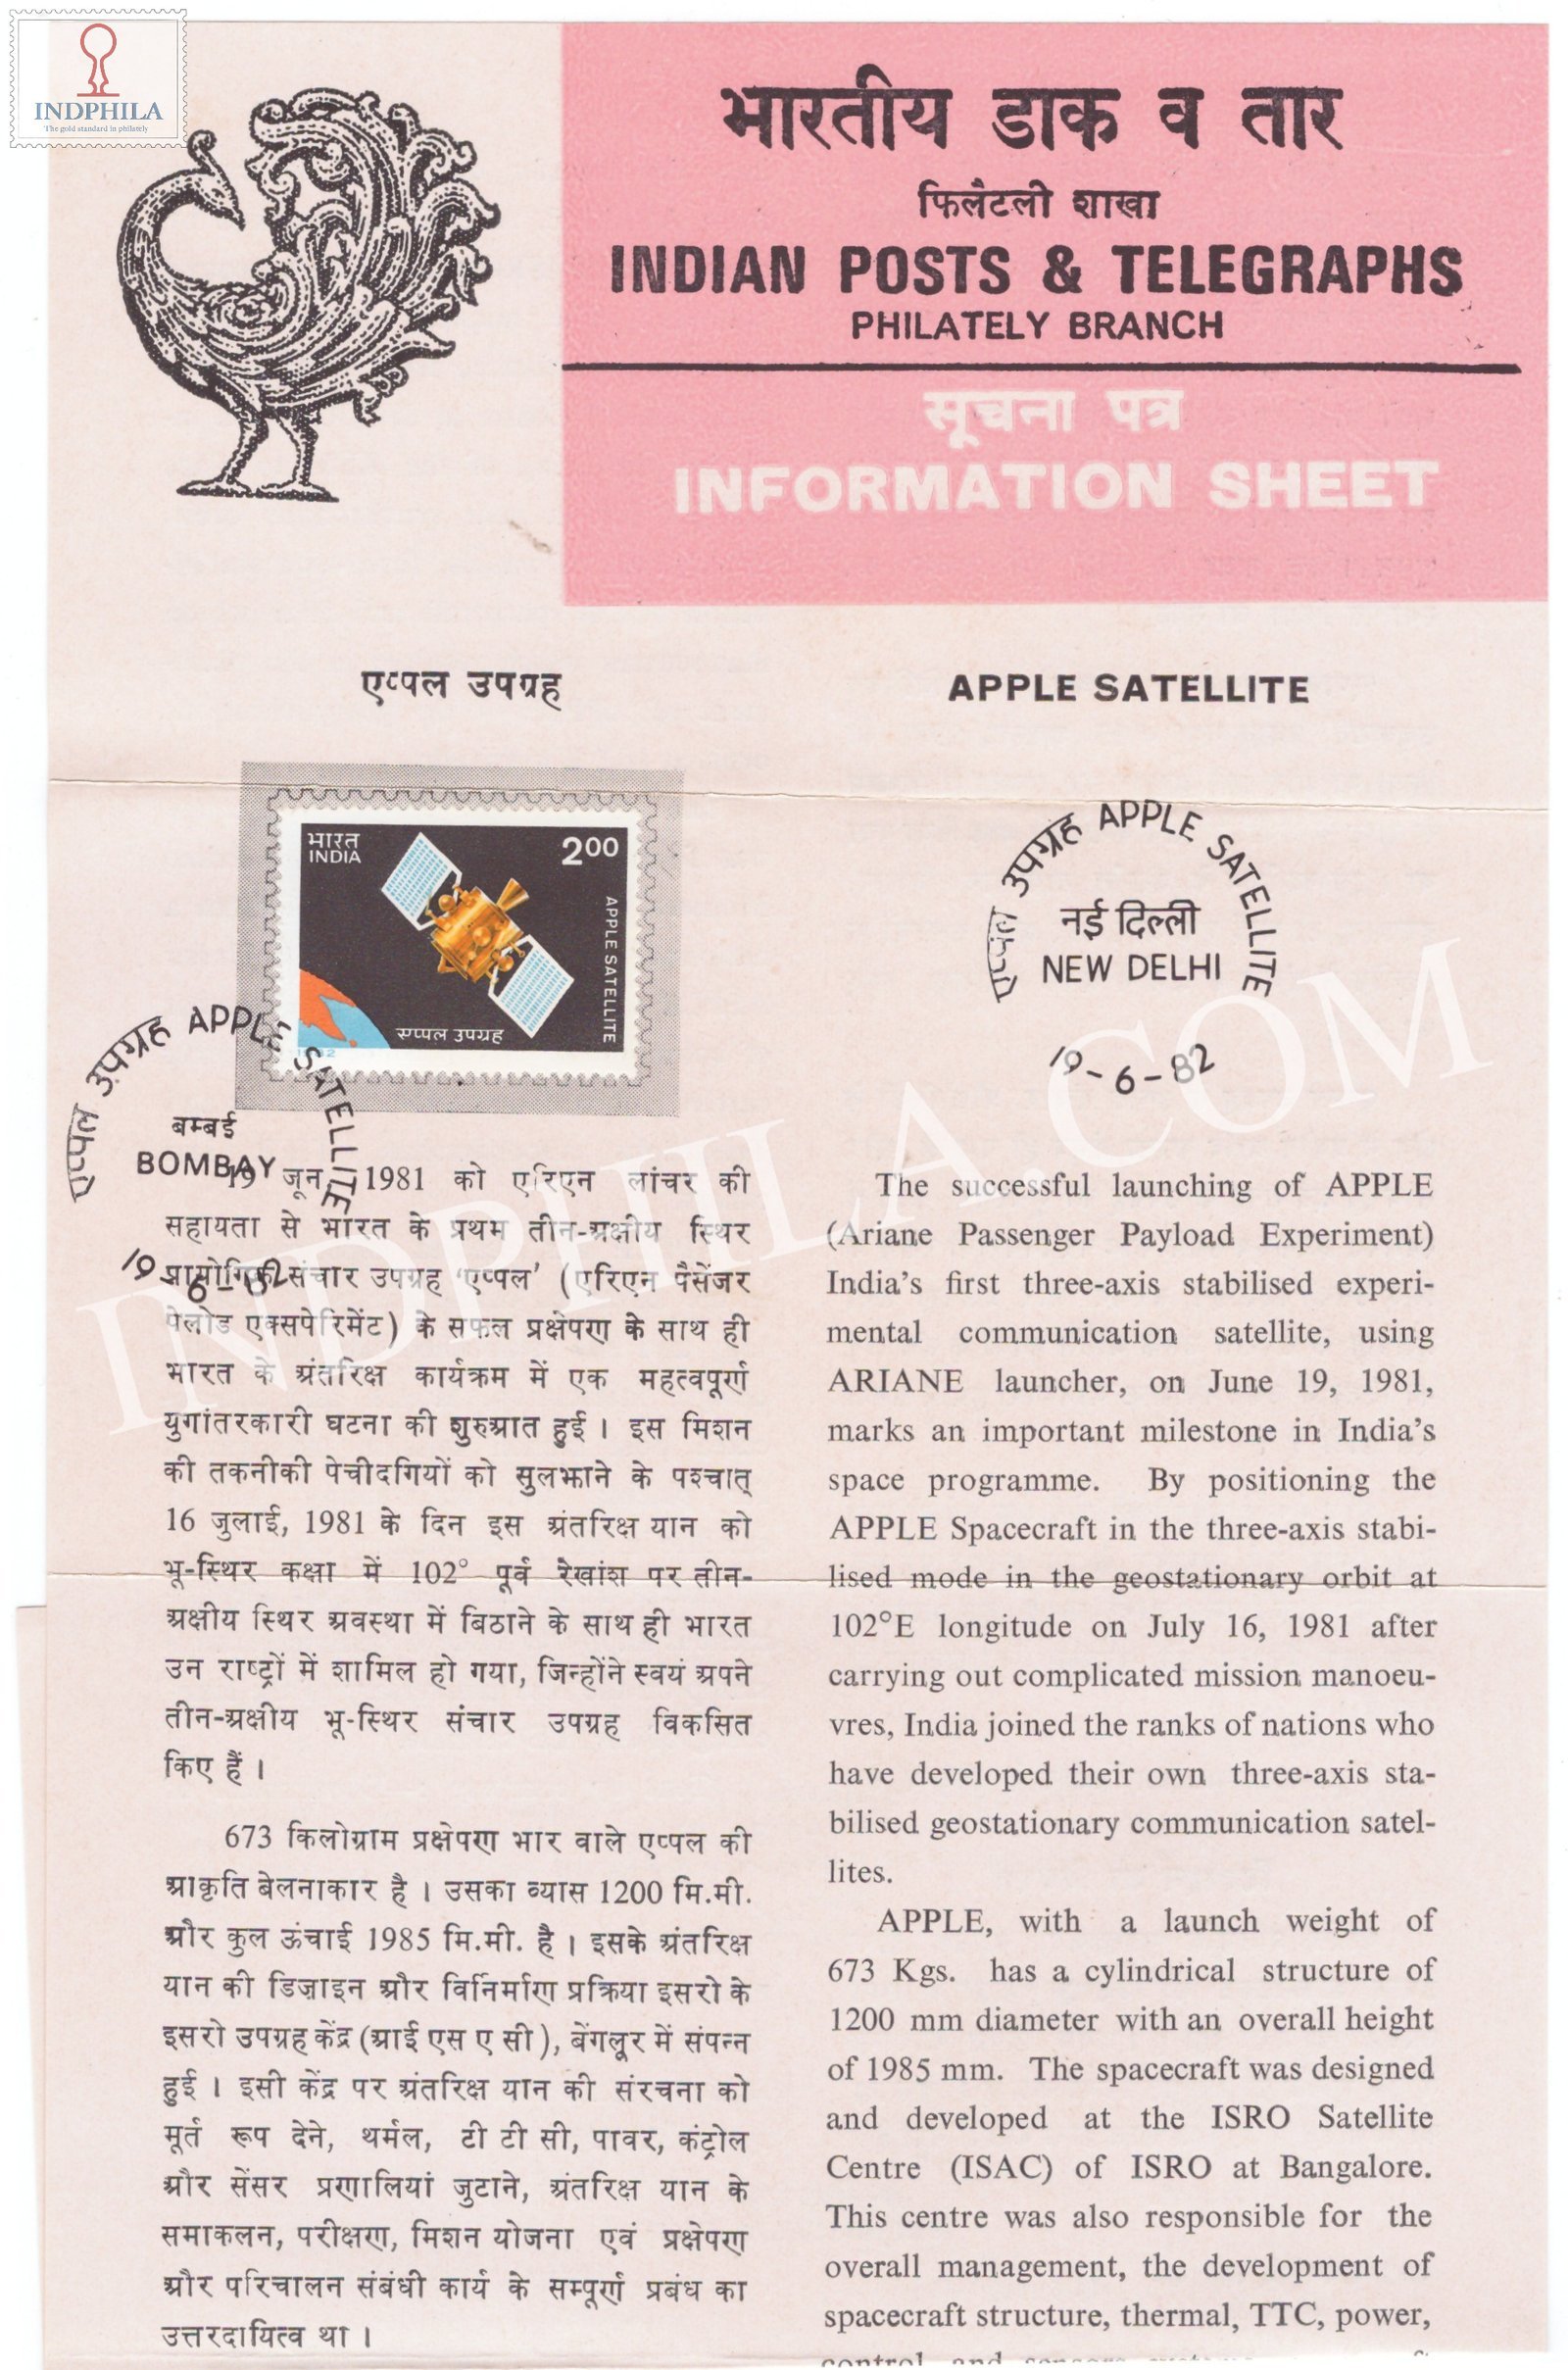 INDPHILA
The gold standard in philately
भारतीय डाक व तार
फिलैटली शाखा
INDIAN POSTS & TELEGRAPHS
PHILATELY BRANCH
सूचना पत्र
INFORMATION SHEET
एप्पल उपग्रह
भारत
INDIA
200
APPLE SATELLITE
एप्पल उपग्रह
1982
एप्पल उपग्रह APPLE SATELLITE
बम्बई
BOMBAY
19-6-82
19 जून, 1981 को एरिएन लांचर की
सहायता से भारत के प्रथम तीन-अक्षीय स्थिर
प्रायोगिक संचार उपग्रह ‘एप्पल’ (एरिएन पैसेंजर
पेलोड एक्सपेरिमेंट) के सफल प्रक्षेपण के साथ ही
भारत के अंतरिक्ष कार्यक्रम में एक महत्वपूर्ण
युगांतरकारी घटना की शुरुआत हुई । इस मिशन
की तकनीकी पेचीदगियों को सुलझाने के पश्चात्
16 जुलाई, 1981 के दिन इस अंतरिक्ष यान को
भू-स्थिर कक्षा में 102° पूर्व रेखांश पर तीन-
अक्षीय स्थिर अवस्था में बिठाने के साथ ही भारत
उन राष्ट्रों में शामिल हो गया, जिन्होंने स्वयं अपने
तीन-अक्षीय भू-स्थिर संचार उपग्रह विकसित
किए हैं ।
673 किलोग्राम प्रक्षेपण भार वाले एप्पल की
आकृति बेलनाकार है । उसका व्यास 1200 मि.मी.
और कुल ऊंचाई 1985 मि.मी. है । इसके अंतरिक्ष
यान की डिज़ाइन और विनिर्माण प्रक्रिया इसरो के
इसरो उपग्रह केंद्र (आई एस ए सी), बेंगलूर में संपन्न
हुई । इसी केंद्र पर अंतरिक्ष यान की संरचना को
मूर्त रूप देने, थर्मल, टी टी सी, पावर, कंट्रोल
और सेंसर प्रणालियां जुटाने, अंतरिक्ष यान के
समाकलन, परीक्षण, मिशन योजना एवं प्रक्षेपण
और परिचालन संबंधी कार्य के सम्पूर्ण प्रबंध का
उत्तरदायित्व था ।
APPLE SATELLITE
एप्पल उपग्रह APPLE SATELLITE
नई दिल्ली
NEW DELHI
19-6-82
The successful launching of APPLE
(Ariane Passenger Payload Experiment)
India’s first three-axis stabilised experi-
mental communication satellite, using
ARIANE launcher, on June 19, 1981,
marks an important milestone in India’s
space programme. By positioning the
APPLE Spacecraft in the three-axis stabi-
lised mode in the geostationary orbit at
102°E longitude on July 16, 1981 after
carrying out complicated mission manoeu-
vres, India joined the ranks of nations who
have developed their own three-axis sta-
bilised geostationary communication satel-
lites.
APPLE, with a launch weight of
673 Kgs. has a cylindrical structure of
1200 mm diameter with an overall height
of 1985 mm. The spacecraft was designed
and developed at the ISRO Satellite
Centre (ISAC) of ISRO at Bangalore.
This centre was also responsible for the
overall management, the development of
spacecraft structure, thermal, TTC, power,
INDPHILA.COM